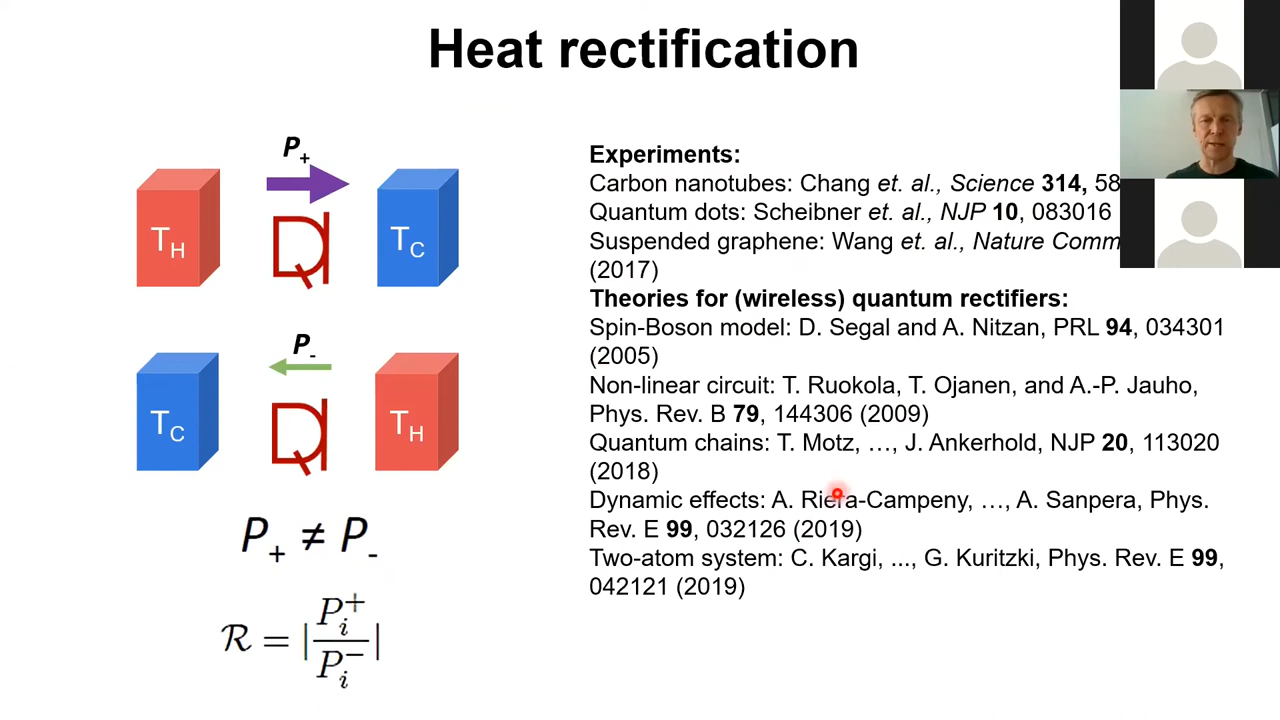 Heat rectification
P+
TH
TC
P-
TC
TH
P+ ≠ P-
R = |Pi+ / Pi-|
Experiments:
Carbon nanotubes: Chang et. al., Science 314, 58
Quantum dots: Scheibner et. al., NJP 10, 083016
Suspended graphene: Wang et. al., Nature Comm
(2017)
Theories for (wireless) quantum rectifiers:
Spin-Boson model: D. Segal and A. Nitzan, PRL 94, 034301
(2005)
Non-linear circuit: T. Ruokola, T. Ojanen, and A.-P. Jauho,
Phys. Rev. B 79, 144306 (2009)
Quantum chains: T. Motz, …, J. Ankerhold, NJP 20, 113020
(2018)
Dynamic effects: A. Riera-Campeny, …, A. Sanpera, Phys.
Rev. E 99, 032126 (2019)
Two-atom system: C. Kargi, ..., G. Kuritzki, Phys. Rev. E 99,
042121 (2019)